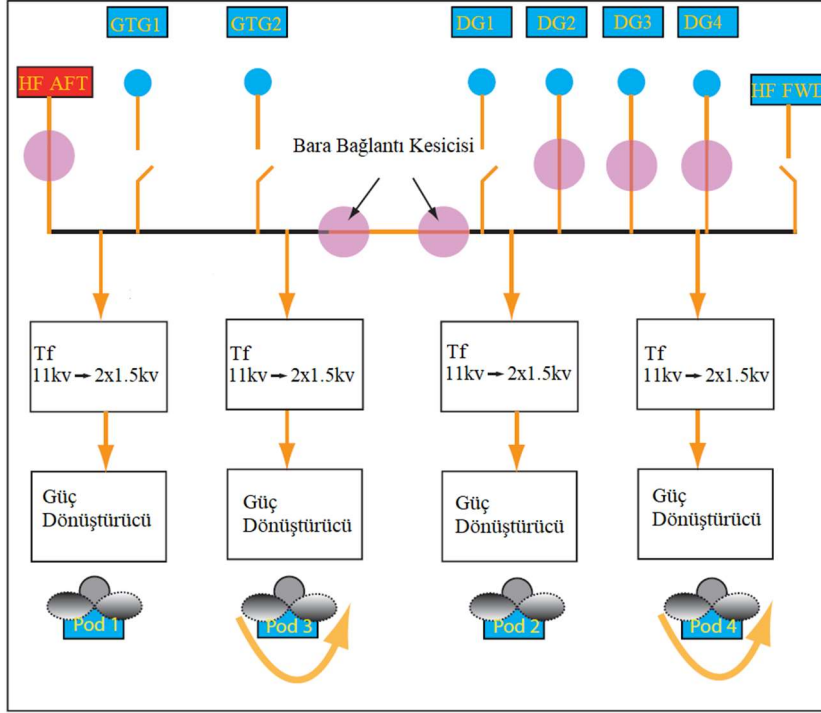 GTG1
GTG2
DG1
DG2
DG3
DG4
HF AFT
HF FWD
Bara Bağlantı Kesicisi
Tf
11kv → 2x1.5kv
Tf
11kv → 2x1.5kv
Tf
11kv → 2x1.5kv
Tf
11kv → 2x1.5kv
Güç
Dönüştürücü
Güç
Dönüştürücü
Güç
Dönüştürücü
Güç
Dönüştürücü
Pod 1
Pod 3
Pod 2
Pod 4